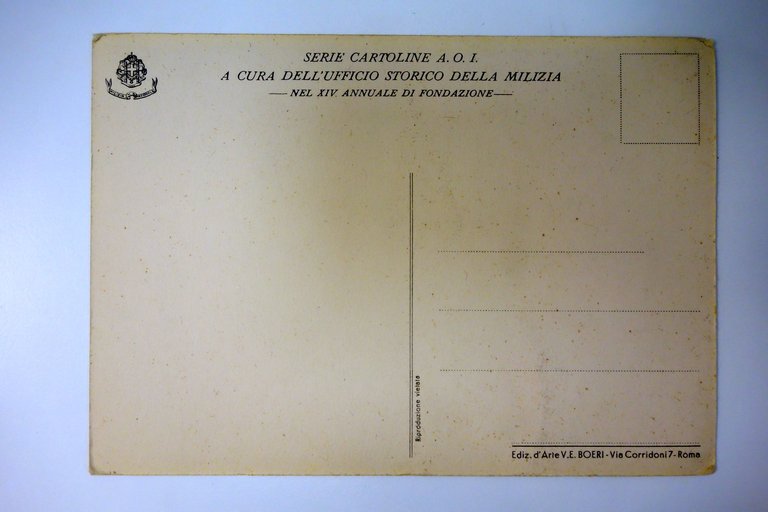 SERIE CARTOLINE A. O. I.
A CURA DELL'UFFICIO STORICO DELLA MILIZIA
— NEL XIV ANNUALE DI FONDAZIONE —
Riproduzione vietata
Ediz. d'Arte V. E. BOERI - Via Corridoni 7 - Roma